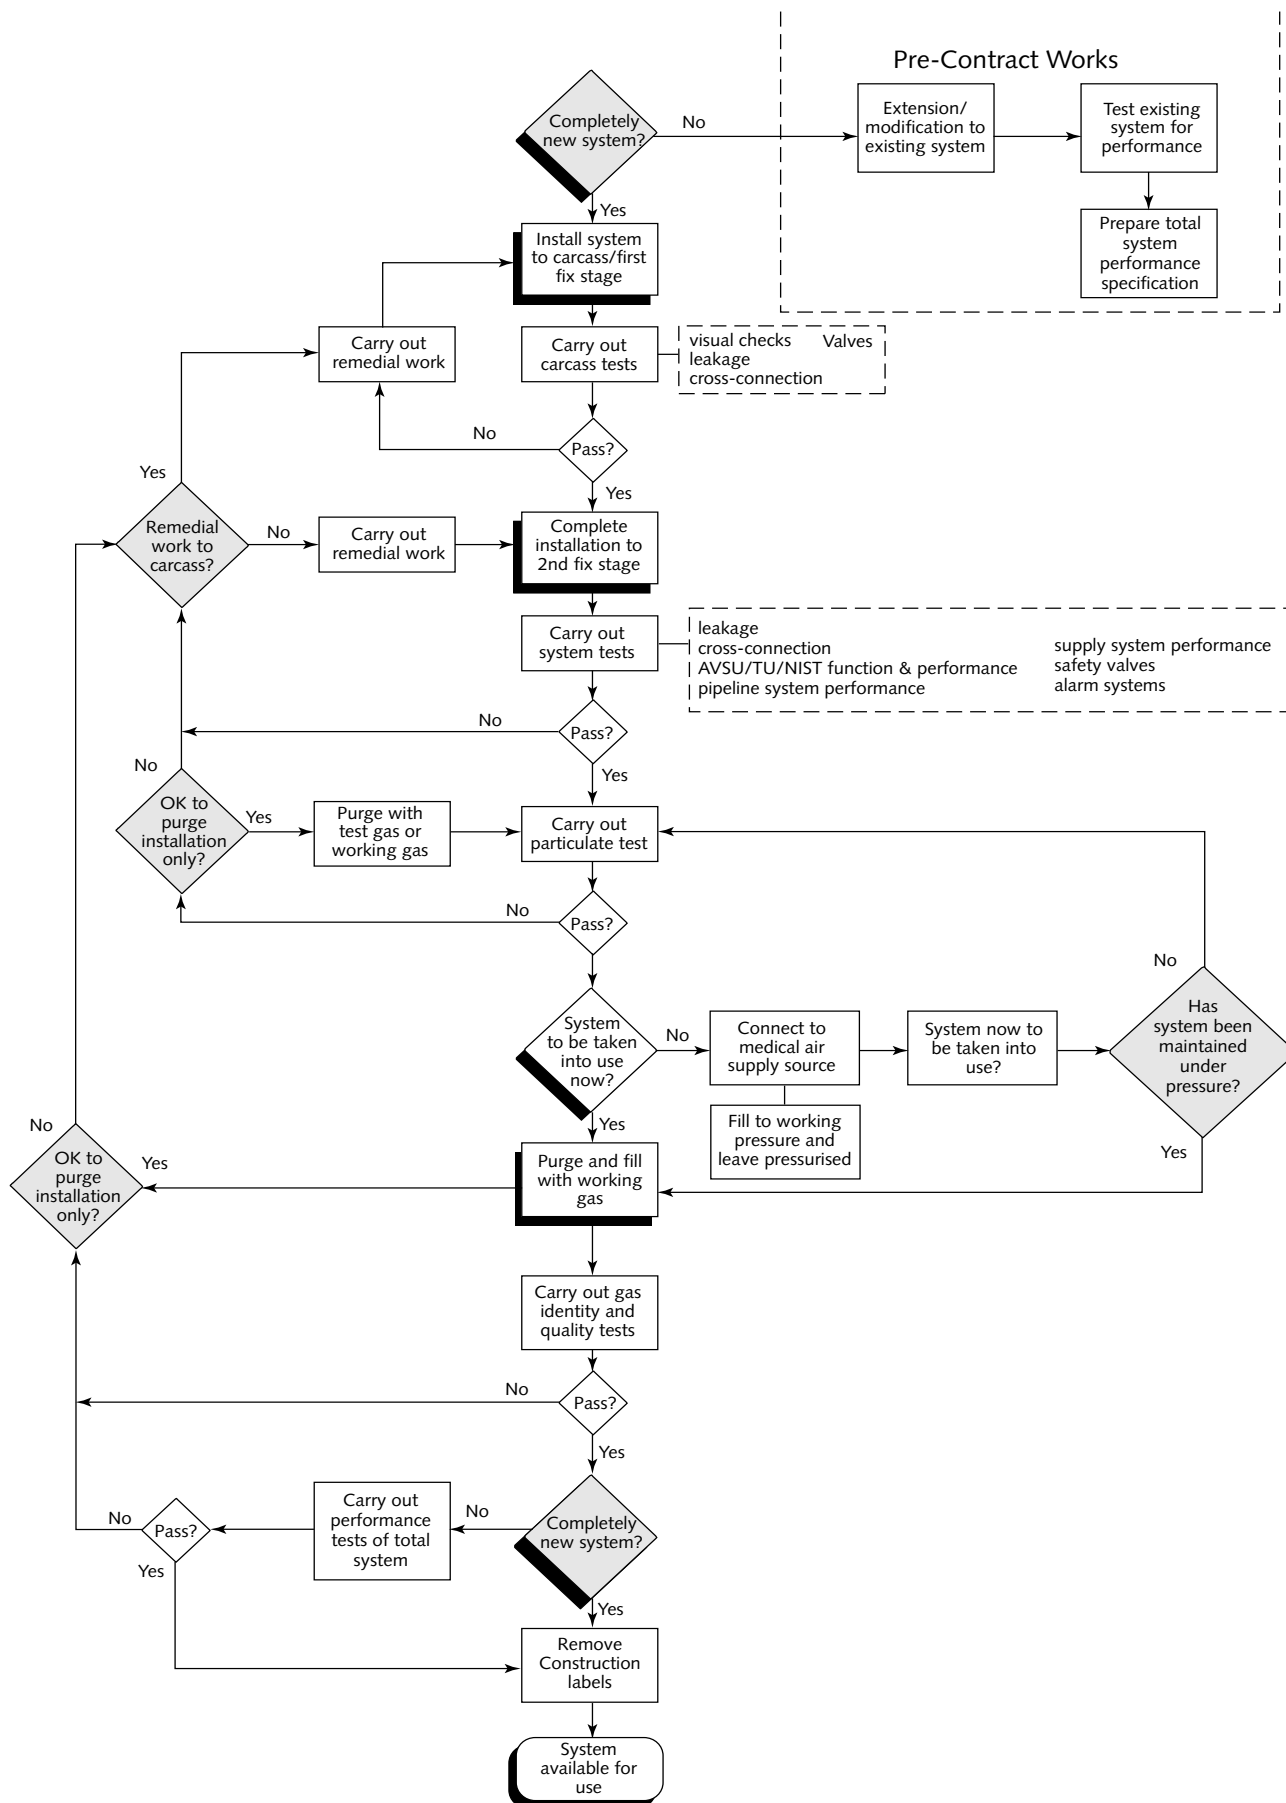 Pre-Contract Works
Completely
new system?
No
Extension/
modification to
existing system
Test existing
system for
performance
Prepare total
system
performance
specification
Yes
Install system
to carcass/first
fix stage
Carry out
remedial work
Carry out
carcass tests
visual checks Valves
leakage
cross-connection
No
Pass?
Yes
Yes
Remedial
work to
carcass?
No
Carry out
remedial work
Complete
installation to
2nd fix stage
Carry out
system tests
leakage
cross-connection
AVSU/TU/NIST function & performance
pipeline system performance
supply system performance
safety valves
alarm systems
No
Pass?
Yes
No
OK to
purge
installation
only?
Yes
Purge with
test gas or
working gas
Carry out
particulate test
No
Pass?
System
to be taken
into use
now?
No
Connect to
medical air
supply source
Fill to working
pressure and
leave pressurised
System now to
be taken into
use?
No
Has
system been
maintained
under
pressure?
Yes
Yes
Purge and fill
with working
gas
Yes
No
OK to
purge
installation
only?
Carry out gas
identity and
quality tests
No
Pass?
Yes
Completely
new system?
No
Carry out
performance
tests of total
system
Pass?
No
Yes
Yes
Remove
Construction
labels
System
available for
use